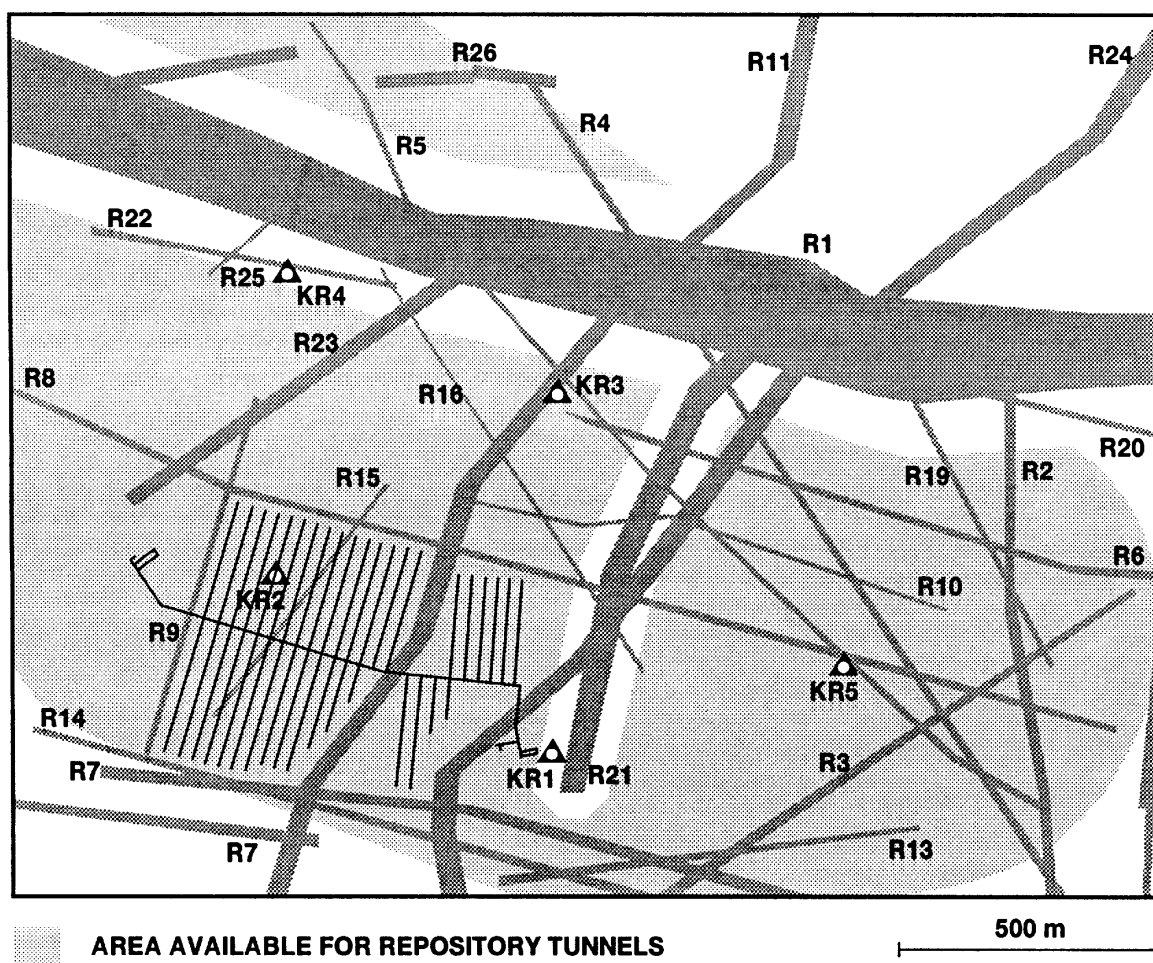 R26
R11
R24
R4
R5
R22
R1
R25
KR4
R23
R8
KR3
R16
R20
R19
R2
R15
R6
R10
KR2
R9
KR5
R14
R3
R7
KR1
R21
R7
R13
500 m
AREA AVAILABLE FOR REPOSITORY TUNNELS